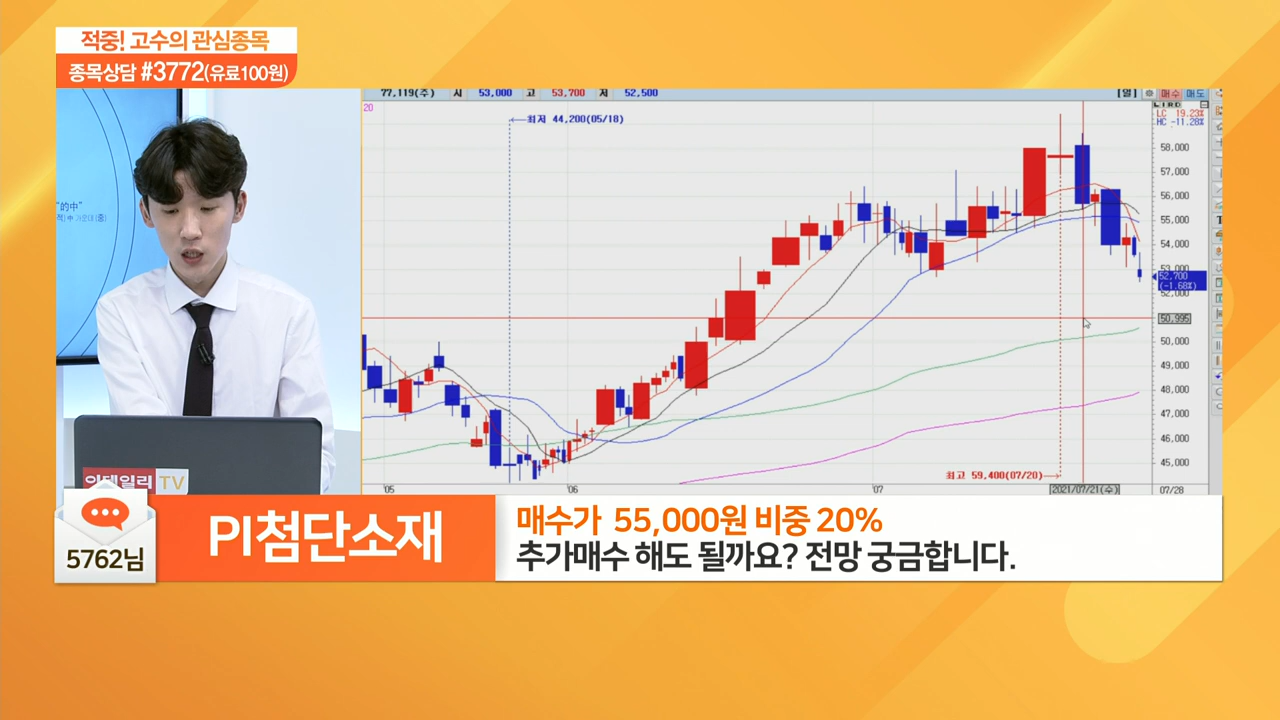 적중! 고수의 관심종목
종목상담 #3772(유료100원)
"的中"
77,119(주) 시 53,000 고 53,700 저 52,500 [일] 매수 매도
20
최저 44,200(05/18)
LC 19.23%
HC -11.28%
58,000
57,000
56,000
55,000
54,000
53,000
52,700
(-1.68%)
52,000
50,995
50,000
49,000
48,000
47,000
46,000
45,000
최고 59,400(07/20)
'05 '06 '07 2021/07/21(수) 07/28
이데일리 TV
5762님
PI첨단소재
매수가 55,000원 비중 20%
추가매수 해도 될까요? 전망 궁금합니다.